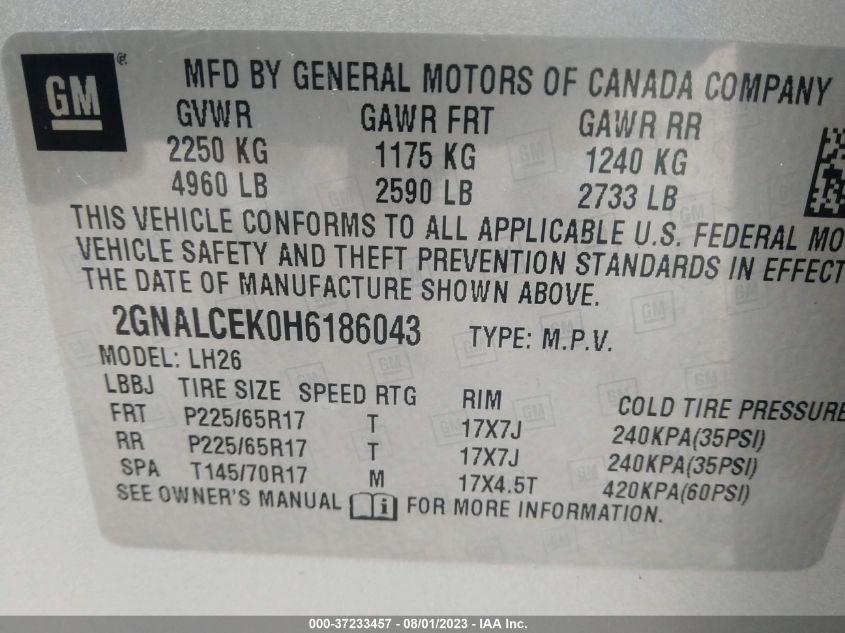 GM ®
MFD BY GENERAL MOTORS OF CANADA COMPANY
GVWR GAWR FRT GAWR RR
2250 KG 1175 KG 1240 KG
4960 LB 2590 LB 2733 LB
THIS VEHICLE CONFORMS TO ALL APPLICABLE U.S. FEDERAL MO
VEHICLE SAFETY AND THEFT PREVENTION STANDARDS IN EFFECT
THE DATE OF MANUFACTURE SHOWN ABOVE.
2GNALCEK0H6186043 TYPE: M.P.V.
MODEL: LH26
LBBJ TIRE SIZE SPEED RTG RIM COLD TIRE PRESSURE
FRT P225/65R17 T 17X7J 240KPA(35PSI)
RR P225/65R17 T 17X7J 240KPA(35PSI)
SPA T145/70R17 M 17X4.5T 420KPA(60PSI)
SEE OWNER'S MANUAL i FOR MORE INFORMATION.
000-37233457 - 08/01/2023 - IAA Inc.